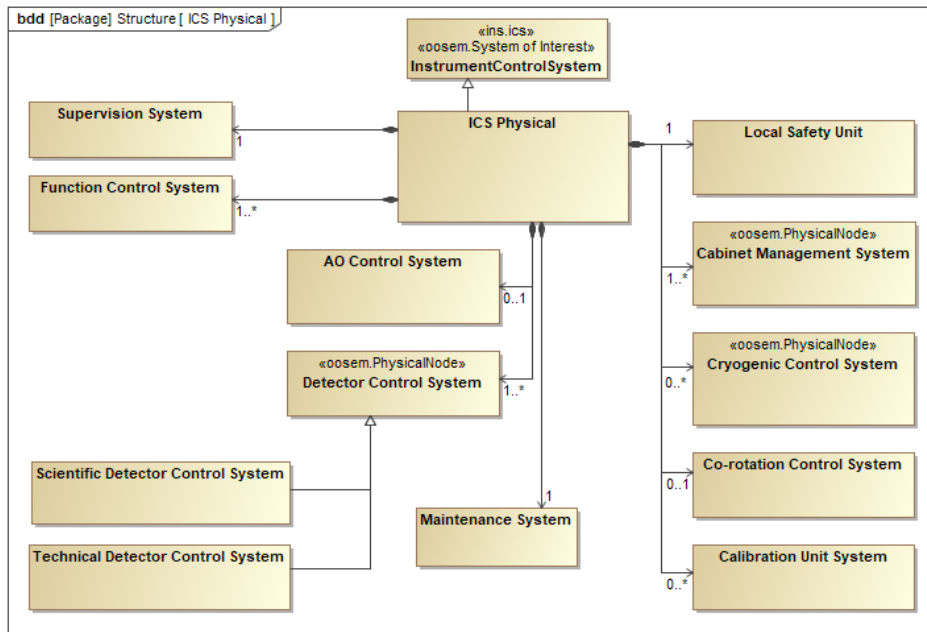 bdd [Package] Structure [ ICS Physical ]
«ins.ics»
«oosem.System of Interest»
InstrumentControlSystem
Supervision System
1
ICS Physical
1
Local Safety Unit
Function Control System
1..*
AO Control System
0..1
«oosem.PhysicalNode»
Cabinet Management System
1..*
«oosem.PhysicalNode»
Detector Control System
1..*
«oosem.PhysicalNode»
Cryogenic Control System
0..*
Scientific Detector Control System
Co-rotation Control System
0..1
1
Maintenance System
Technical Detector Control System
Calibration Unit System
0..*